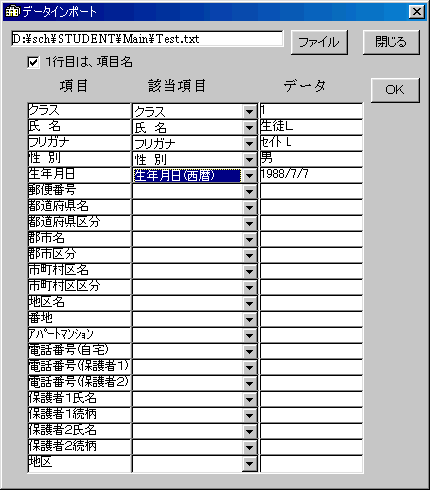 データインポート
D:¥sch¥STUDENT¥Main¥Test.txt ファイル 閉じる
1行目は、項目名
項目 該当項目 データ OK
クラス クラス 1
氏 名 氏 名 生徒L
フリガナ フリガナ ｾｲﾄ L
性 別 性 別 男
生年月日 生年月日(西暦) 1988/7/7
郵便番号
都道府県名
都道府県区分
郡市名
郡市区分
市町村区名
市町村区区分
地区名
番地
ｱﾊﾟｰﾄマンション
電話番号(自宅)
電話番号(保護者1)
電話番号(保護者2)
保護者1氏名
保護者1続柄
保護者2氏名
保護者2続柄
地区